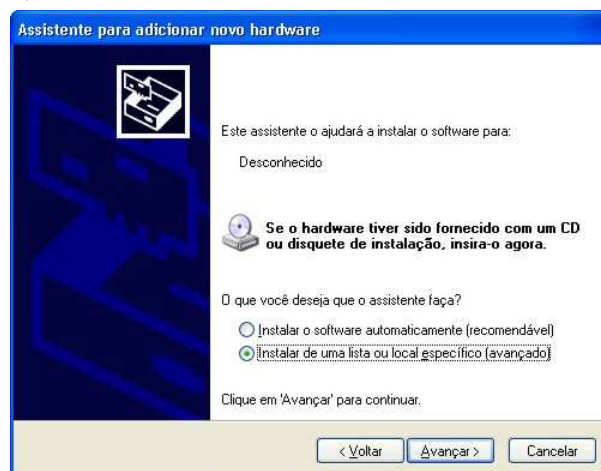 Assistente para adicionar novo hardware
Este assistente o ajudará a instalar o software para:
Desconhecido
Se o hardware tiver sido fornecido com um CD
ou disquete de instalação, insira-o agora.
O que você deseja que o assistente faça?
Instalar o software automaticamente (recomendável)
Instalar de uma lista ou local específico (avançado)
Clique em 'Avançar' para continuar.
< Voltar
Avançar >
Cancelar